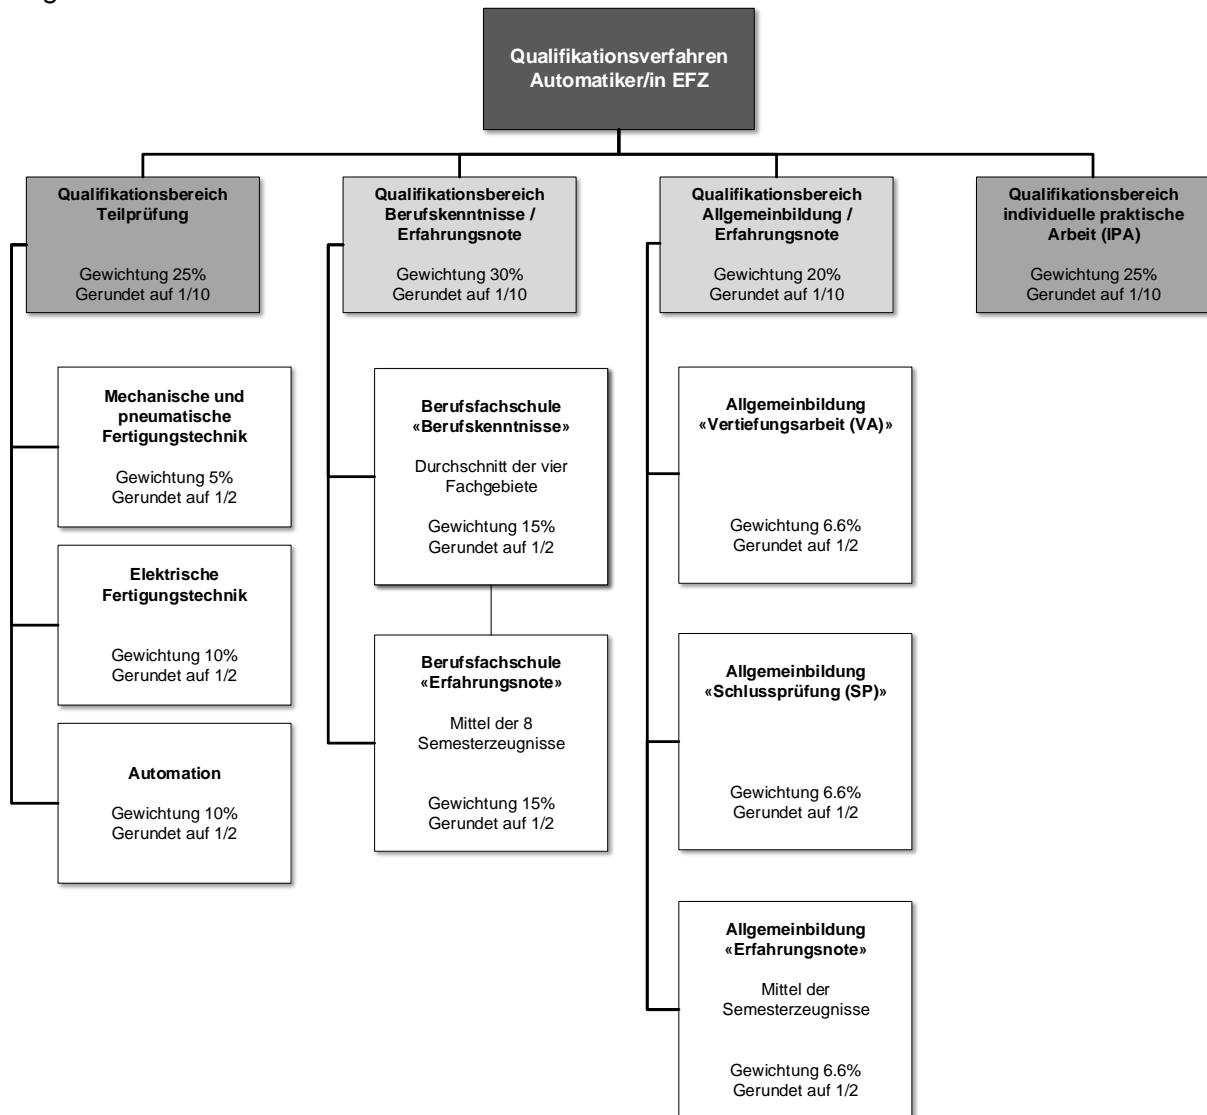 Qualifikationsverfahren
Automatiker/in EFZ
Qualifikationsbereich
Teilprüfung
Gewichtung 25%
Gerundet auf 1/10
Qualifikationsbereich
Berufskenntnisse /
Erfahrungsnote
Gewichtung 30%
Gerundet auf 1/10
Qualifikationsbereich
Allgemeinbildung /
Erfahrungsnote
Gewichtung 20%
Gerundet auf 1/10
Qualifikationsbereich
individuelle praktische
Arbeit (IPA)
Gewichtung 25%
Gerundet auf 1/10
Mechanische und
pneumatische
Fertigungstechnik
Gewichtung 5%
Gerundet auf 1/2
Elektrische
Fertigungstechnik
Gewichtung 10%
Gerundet auf 1/2
Automation
Gewichtung 10%
Gerundet auf 1/2
Berufsfachschule
«Berufskenntnisse»
Durchschnitt der vier
Fachgebiete
Gewichtung 15%
Gerundet auf 1/2
Berufsfachschule
«Erfahrungsnote»
Mittel der 8
Semesterzeugnisse
Gewichtung 15%
Gerundet auf 1/2
Allgemeinbildung
«Vertiefungsarbeit (VA)»
Gewichtung 6.6%
Gerundet auf 1/2
Allgemeinbildung
«Schlussprüfung (SP)»
Gewichtung 6.6%
Gerundet auf 1/2
Allgemeinbildung
«Erfahrungsnote»
Mittel der
Semesterzeugnisse
Gewichtung 6.6%
Gerundet auf 1/2